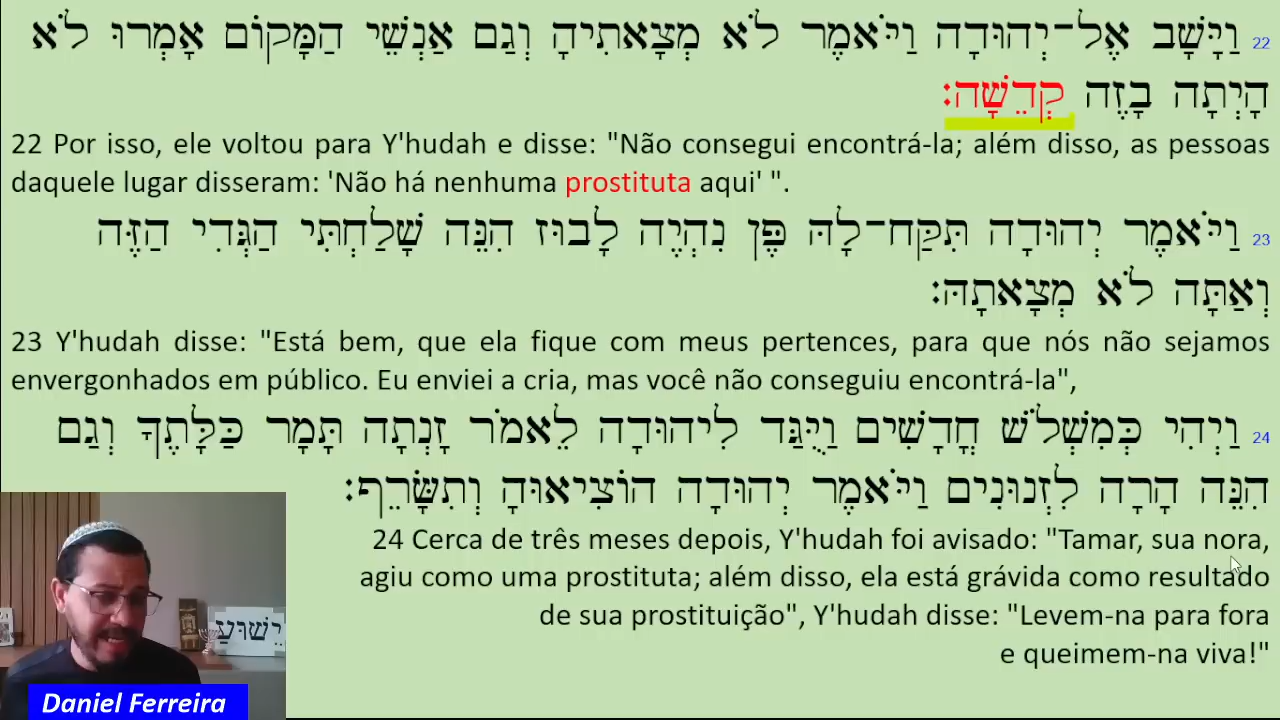 22 וַיָּשָׁב אֶל־יְהוּדָה וַיֹּאמֶר לֹא מְצָאתִיהָ וְגַם אַנְשֵׁי הַמָּקוֹם אָמְרוּ לֹא
הָיְתָה בָזֶה קְדֵשָׁה׃
22 Por isso, ele voltou para Y'hudah e disse: "Não consegui encontrá-la; além disso, as pessoas
daquele lugar disseram: 'Não há nenhuma prostituta aqui' ".
23 וַיֹּאמֶר יְהוּדָה תִּקַּח־לָהּ פֶּן נִהְיֶה לָבוּז הִנֵּה שָׁלַחְתִּי הַגְּדִי הַזֶּה
וְאַתָּה לֹא מְצָאתָהּ׃
23 Y'hudah disse: "Está bem, que ela fique com meus pertences, para que nós não sejamos
envergonhados em público. Eu enviei a cria, mas você não conseguiu encontrá-la",
24 וַיְהִי כְּמִשְׁלֹשׁ חֳדָשִׁים וַיֻּגַּד לִיהוּדָה לֵאמֹר זָנְתָה תָּמָר כַּלָּתֶךָ וְגַם
הִנֵּה הָרָה לִזְנוּנִים וַיֹּאמֶר יְהוּדָה הוֹצִיאוּהָ וְתִשָּׂרֵף׃
24 Cerca de três meses depois, Y'hudah foi avisado: "Tamar, sua nora,
agiu como uma prostituta; além disso, ela está grávida como resultado
de sua prostituição", Y'hudah disse: "Levem-na para fora
e queimem-na viva!"
יֵשׁוּעַ
Daniel Ferreira